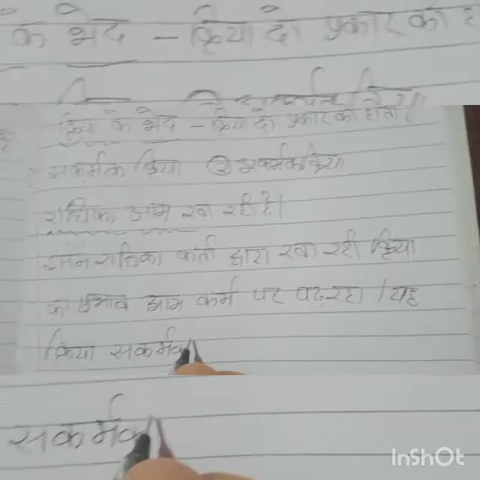 के भेद - क्रिया दो प्रकार की ह
क्रिया के भेद - क्रिया दो प्रकार की होती
सकर्मक क्रिया ② अकर्मक क्रिया
राधिका आम खा रही है।
राधिका कर्ता द्वारा खा रही क्रिया
का प्रभाव आम कर्म पर पड़ रहा । यह
क्रिया सकर्मक
सकर्मक
InShOt